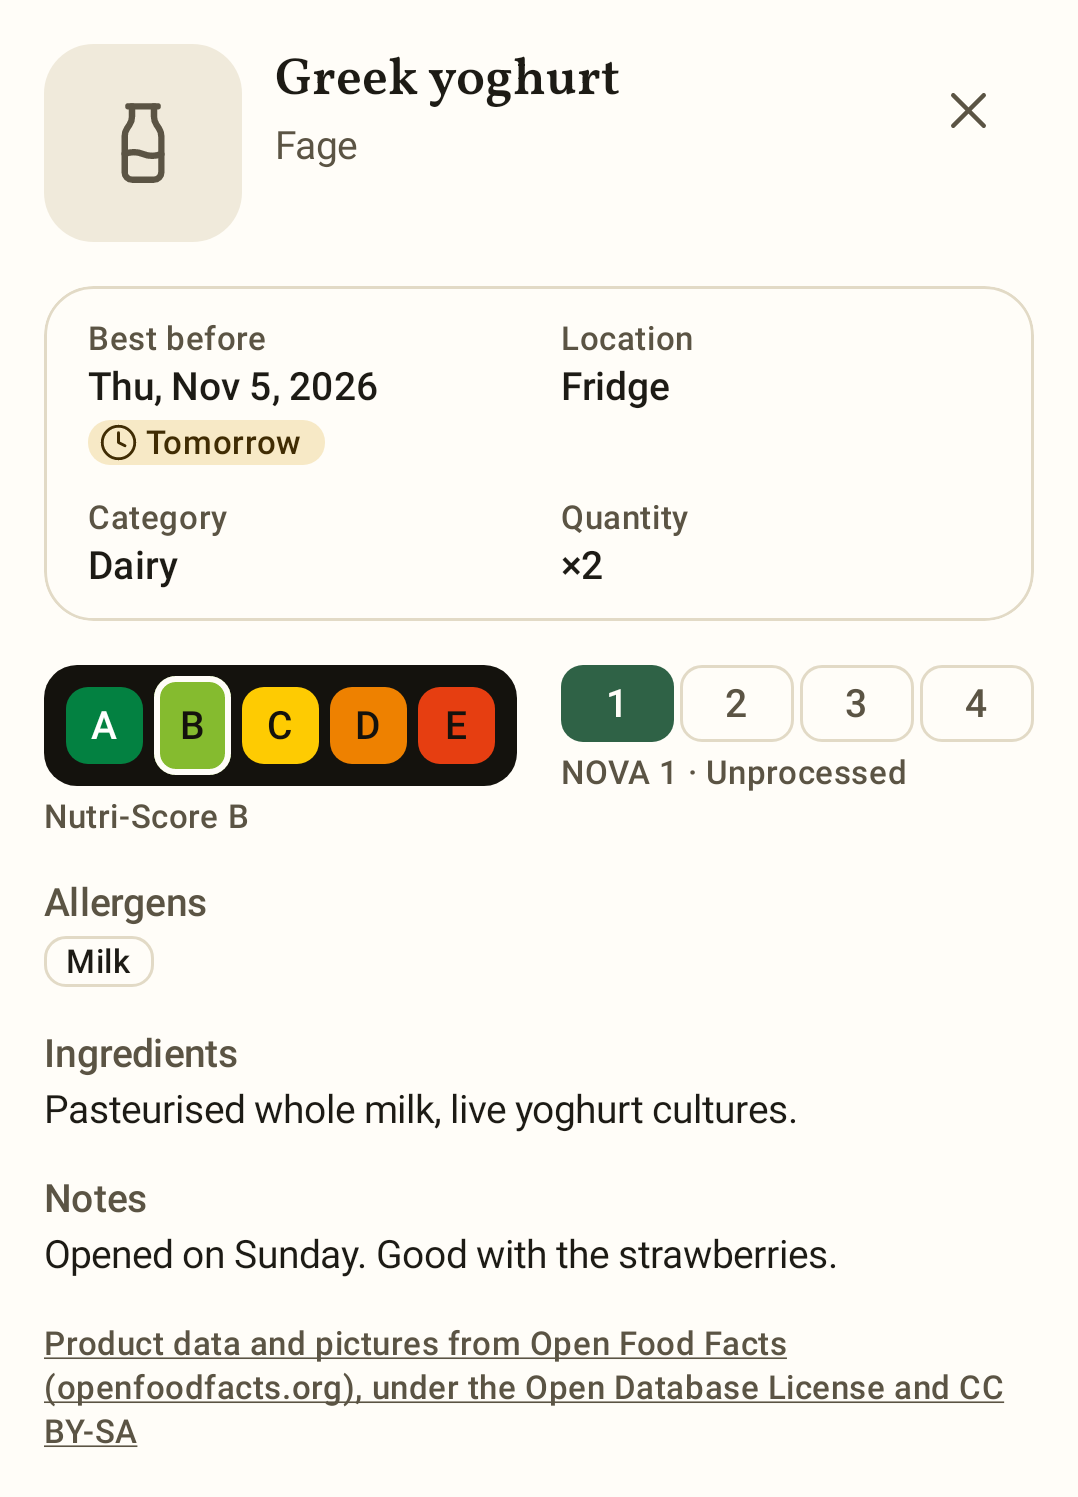 Greek yoghurt
Fage
Best before
Thu, Nov 5, 2026
Tomorrow
Location
Fridge
Category
Dairy
Quantity
×2
A B C D E
Nutri-Score B
1 2 3 4
NOVA 1 · Unprocessed
Allergens
Milk
Ingredients
Pasteurised whole milk, live yoghurt cultures.
Notes
Opened on Sunday. Good with the strawberries.
Product data and pictures from Open Food Facts
(openfoodfacts.org), under the Open Database License and CC
BY-SA